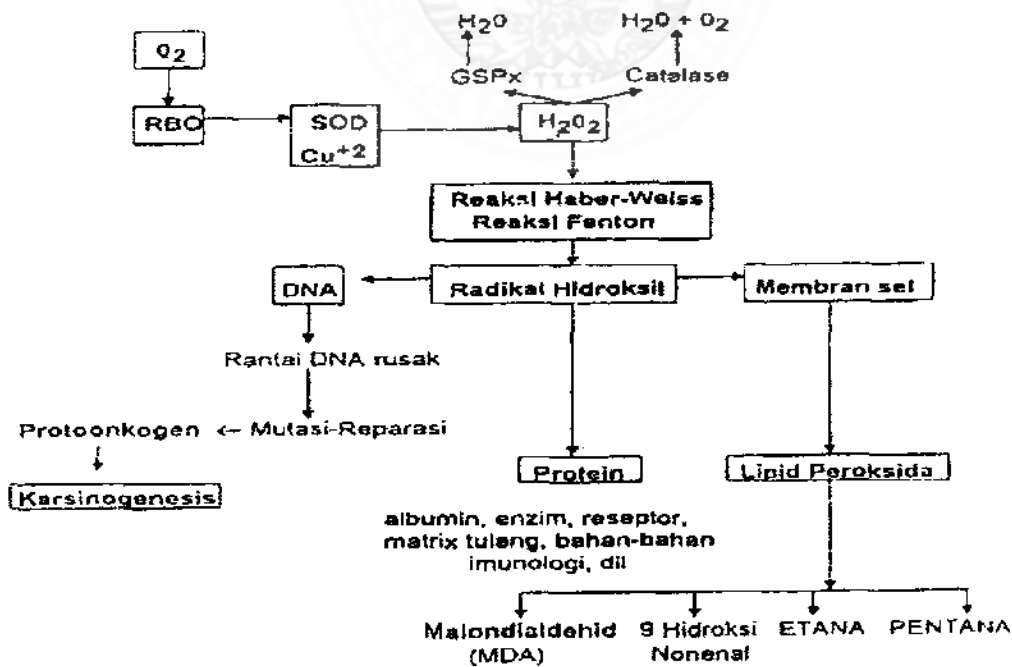 H₂O
H₂O + O₂
O₂
GSPx
Catalase
RBO
SOD
Cu⁺²
H₂O₂
Reaksi Haber-Weiss
Reaksi Fenton
DNA
Radikal Hidroksil
Membran sel
Rantai DNA rusak
Protoonkogen ← Mutasi-Reparasi
Protein
Lipid Peroksida
Karsinogenesis
albumin, enzim, reseptor,
matrix tulang, bahan-bahan
imunologi, dll
Malondialdehid
(MDA)
9 Hidroksi
Nonenal
ETANA
PENTANA